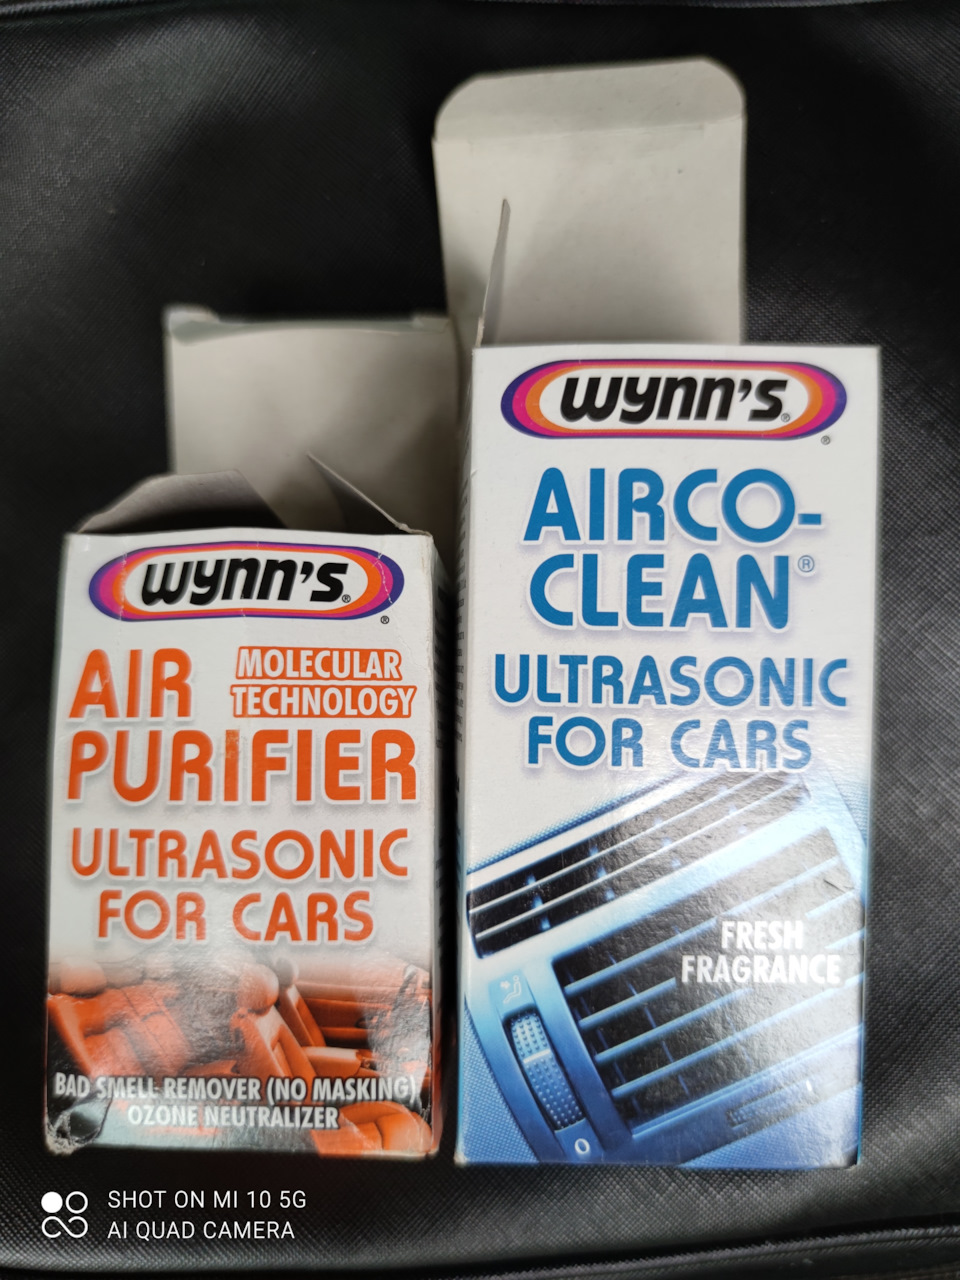 wynn's®
®
AIR
MOLECULAR
TECHNOLOGY
PURIFIER
ULTRASONIC
FOR CARS
BAD SMELL REMOVER (NO MASKING)
OZONE NEUTRALIZER
wynn's®
®
AIRCO-
CLEAN®
ULTRASONIC
FOR CARS
FRESH
FRAGRANCE
0
SHOT ON MI 10 5G
AI QUAD CAMERA